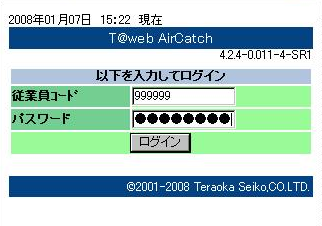 2008年01月07日 15:22 現在
T@web AirCatch
4.2.4-0.011-4-SR1
以下を入力してログイン
従業員ｺｰﾄﾞ 999999
パスワード ●●●●●●●●
ログイン
©2001-2008 Teraoka Seiko,CO.LTD.